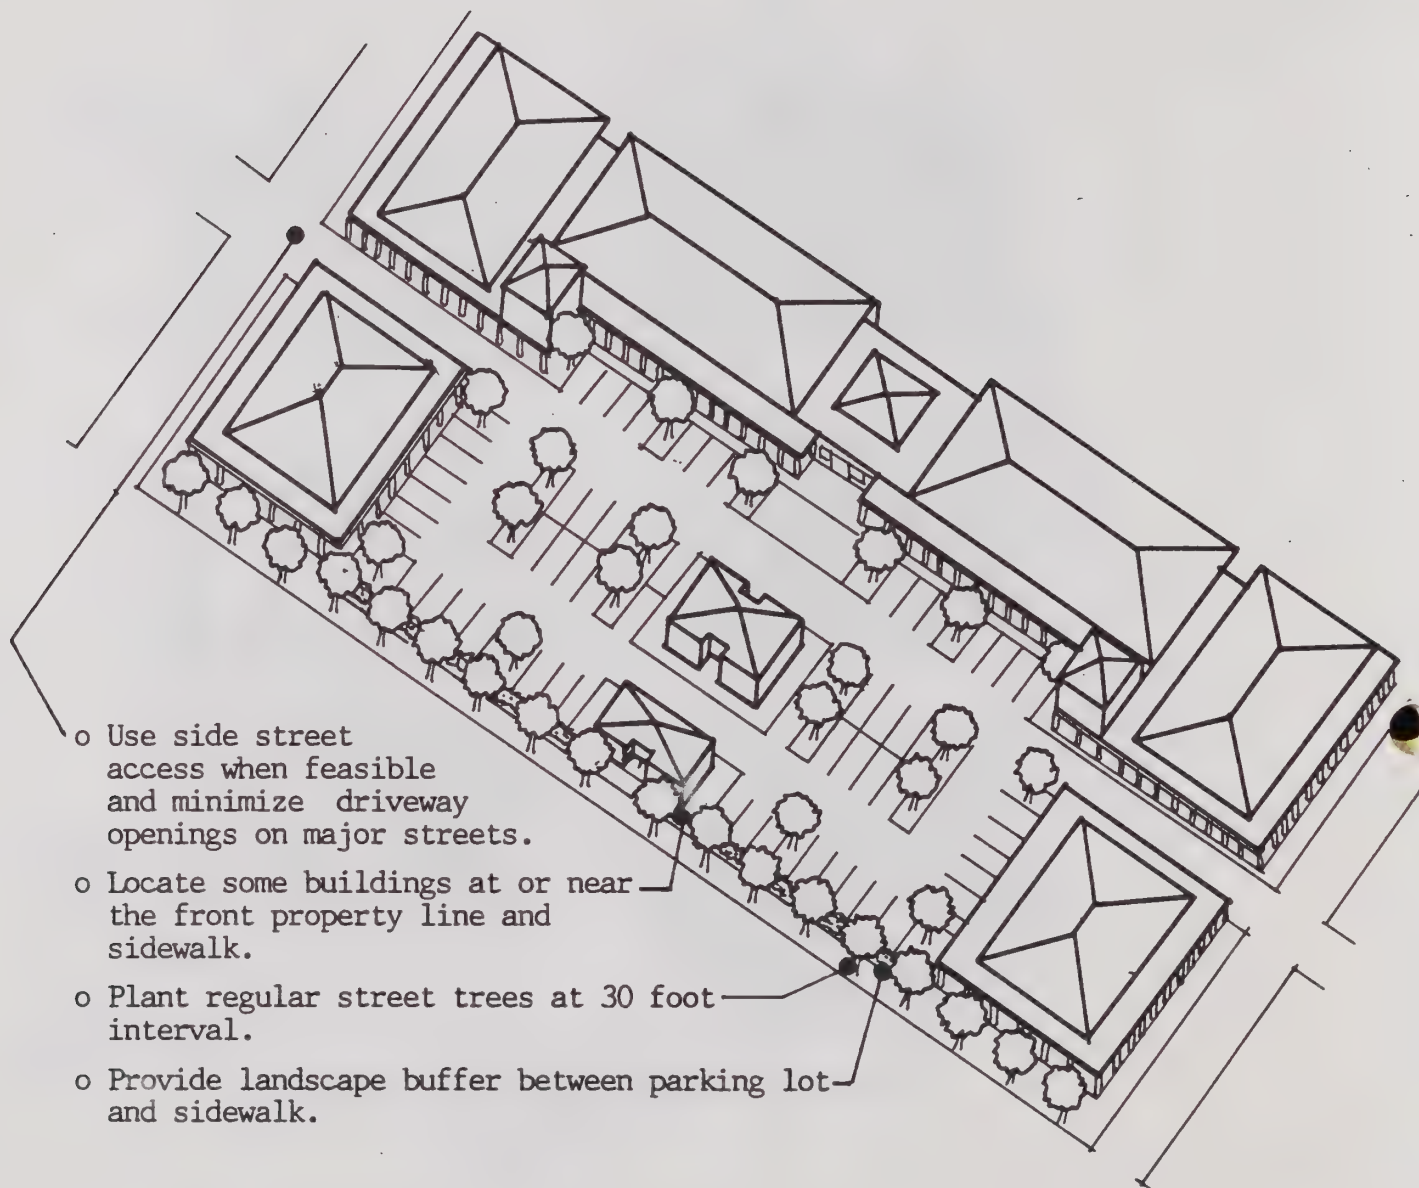 o Use side street
access when feasible
and minimize driveway
openings on major streets.
o Locate some buildings at or near
the front property line and
sidewalk.
o Plant regular street trees at 30 foot
interval.
o Provide landscape buffer between parking lot
and sidewalk.